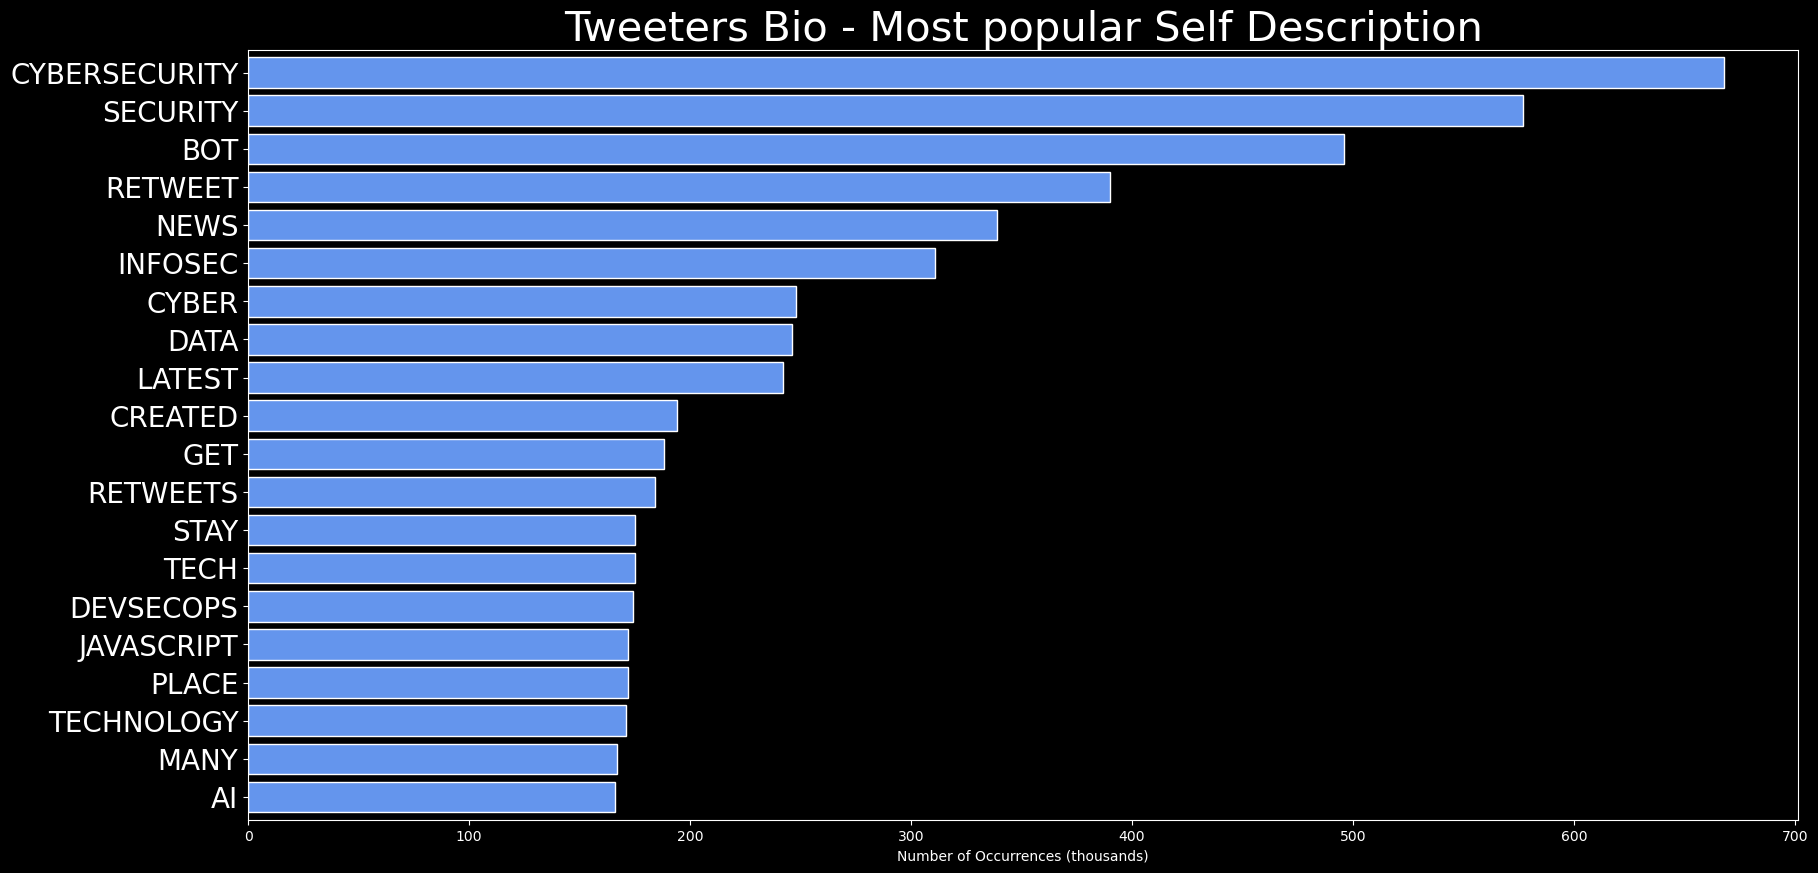 Tweeters Bio - Most popular Self Description
CYBERSECURITY
SECURITY
BOT
RETWEET
NEWS
INFOSEC
CYBER
DATA
LATEST
CREATED
GET
RETWEETS
STAY
TECH
DEVSECOPS
JAVASCRIPT
PLACE
TECHNOLOGY
MANY
AI
0 100 200 300 400 500 600 700
Number of Occurrences (thousands)